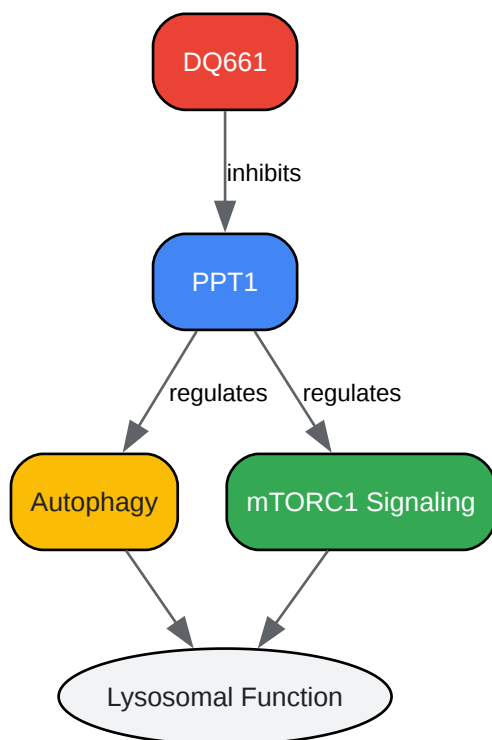 DQ661
inhibits
PPT1
regulates
regulates
Autophagy
mTORC1 Signaling
Lysosomal Function